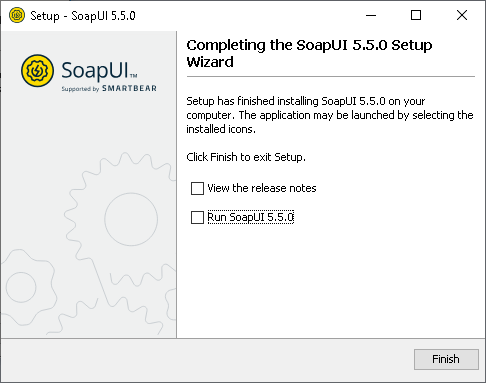 Setup - SoapUI 5.5.0
SoapUI™
Supported by SMARTBEAR
Completing the SoapUI 5.5.0 Setup
Wizard
Setup has finished installing SoapUI 5.5.0 on your
computer. The application may be launched by selecting the
installed icons.
Click Finish to exit Setup.
View the release notes
Run SoapUI 5.5.0
Finish